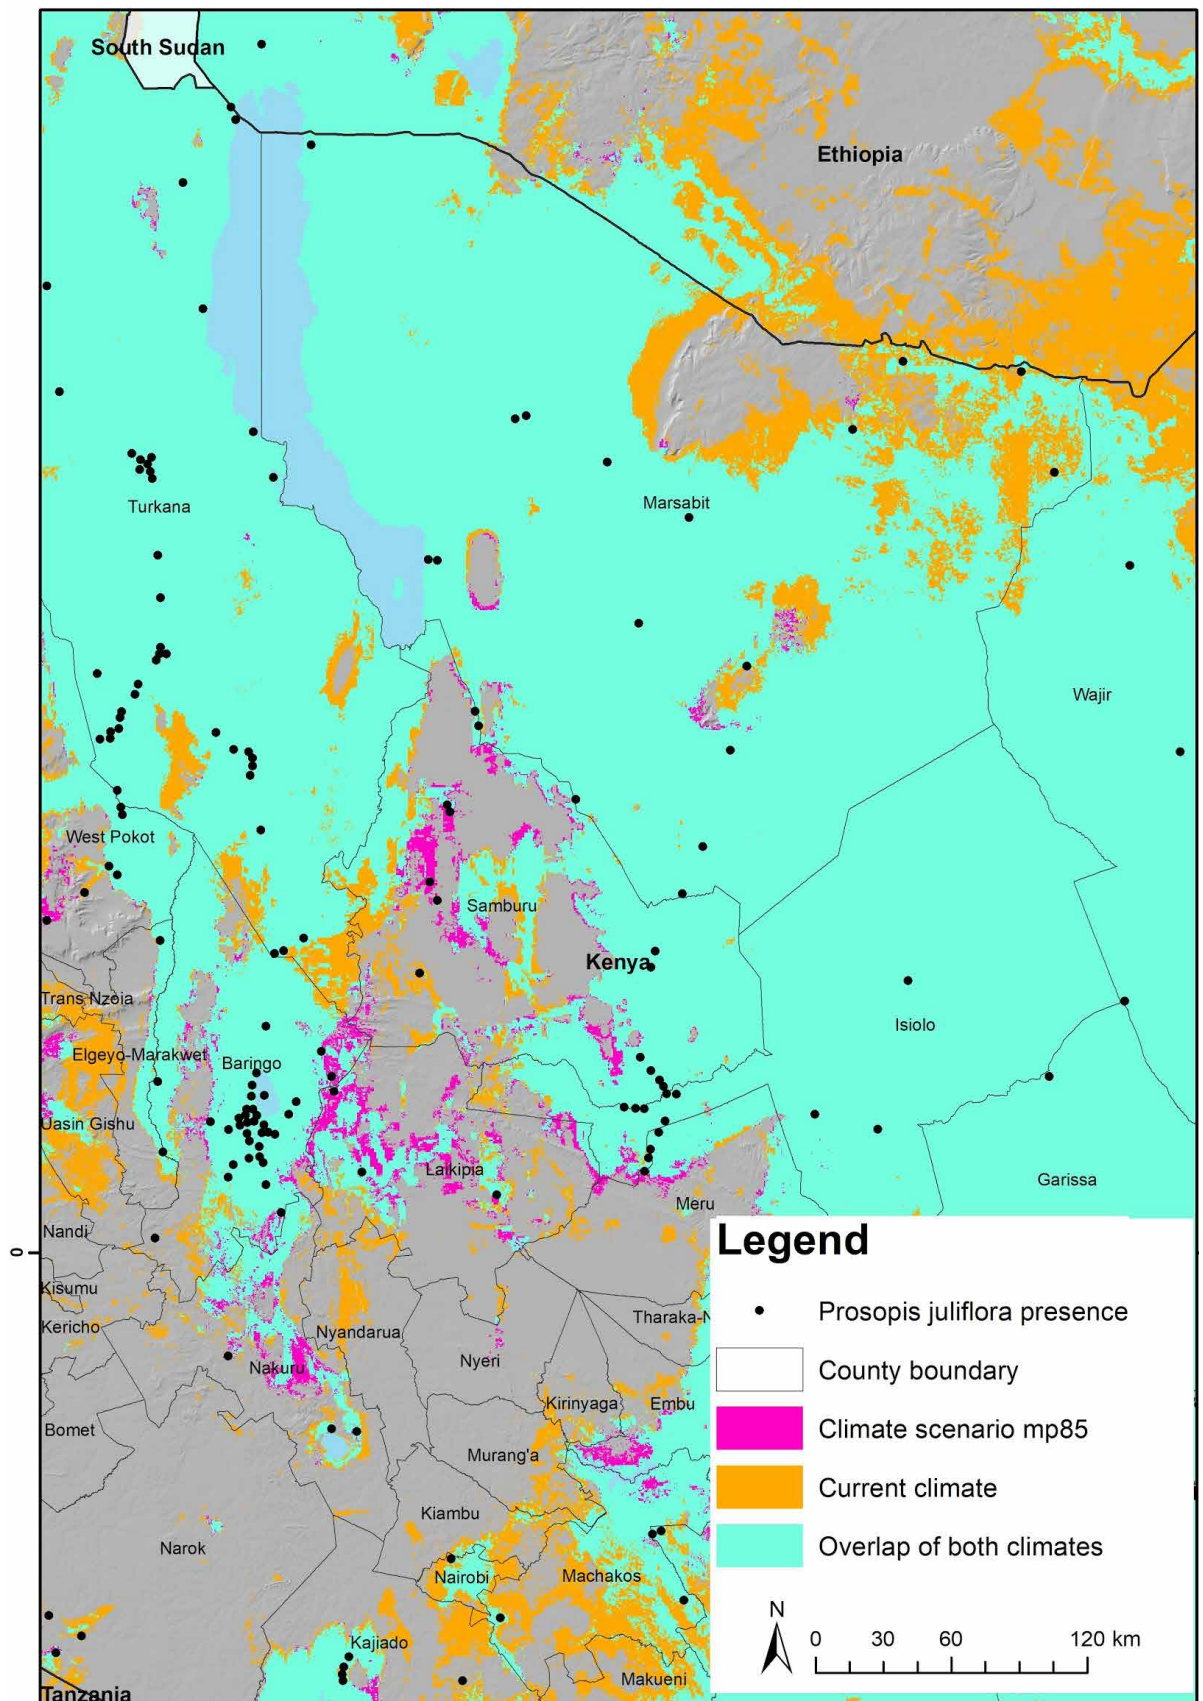 South Sudan
Ethiopia
Turkana
Marsabit
Wajir
West Pokot
Samburu
Kenya
Trans Nzoia
Isiolo
Elgeyo-Marakwet
Baringo
Uasin Gishu
Laikipia
Garissa
Meru
Nandi
0
Kisumu
Kericho
Nyandarua
Tharaka-N
Nakuru
Nyeri
Kirinyaga
Embu
Bomet
Murang'a
Kiambu
Narok
Nairobi
Machakos
Kajiado
Makueni
Tanzania
Legend
Prosopis juliflora presence
County boundary
Climate scenario mp85
Current climate
Overlap of both climates
N
0 30 60 120 km